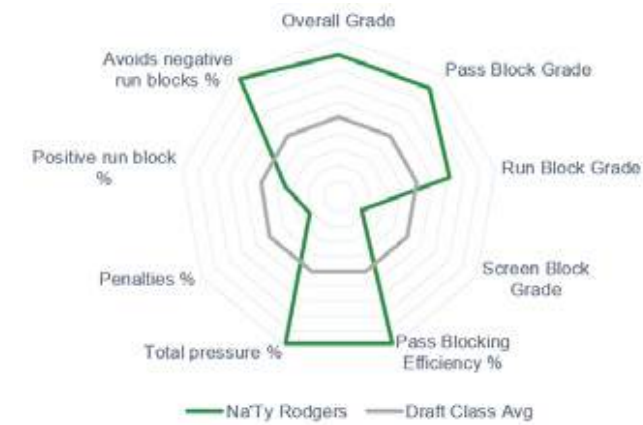 Overall Grade
Avoids negative
run blocks %
Pass Block Grade
Positive run block
%
Run Block Grade
Screen Block
Grade
Penalties %
Total pressure %
Pass Blocking
Efficiency %
Na'Ty Rodgers
Draft Class Avg